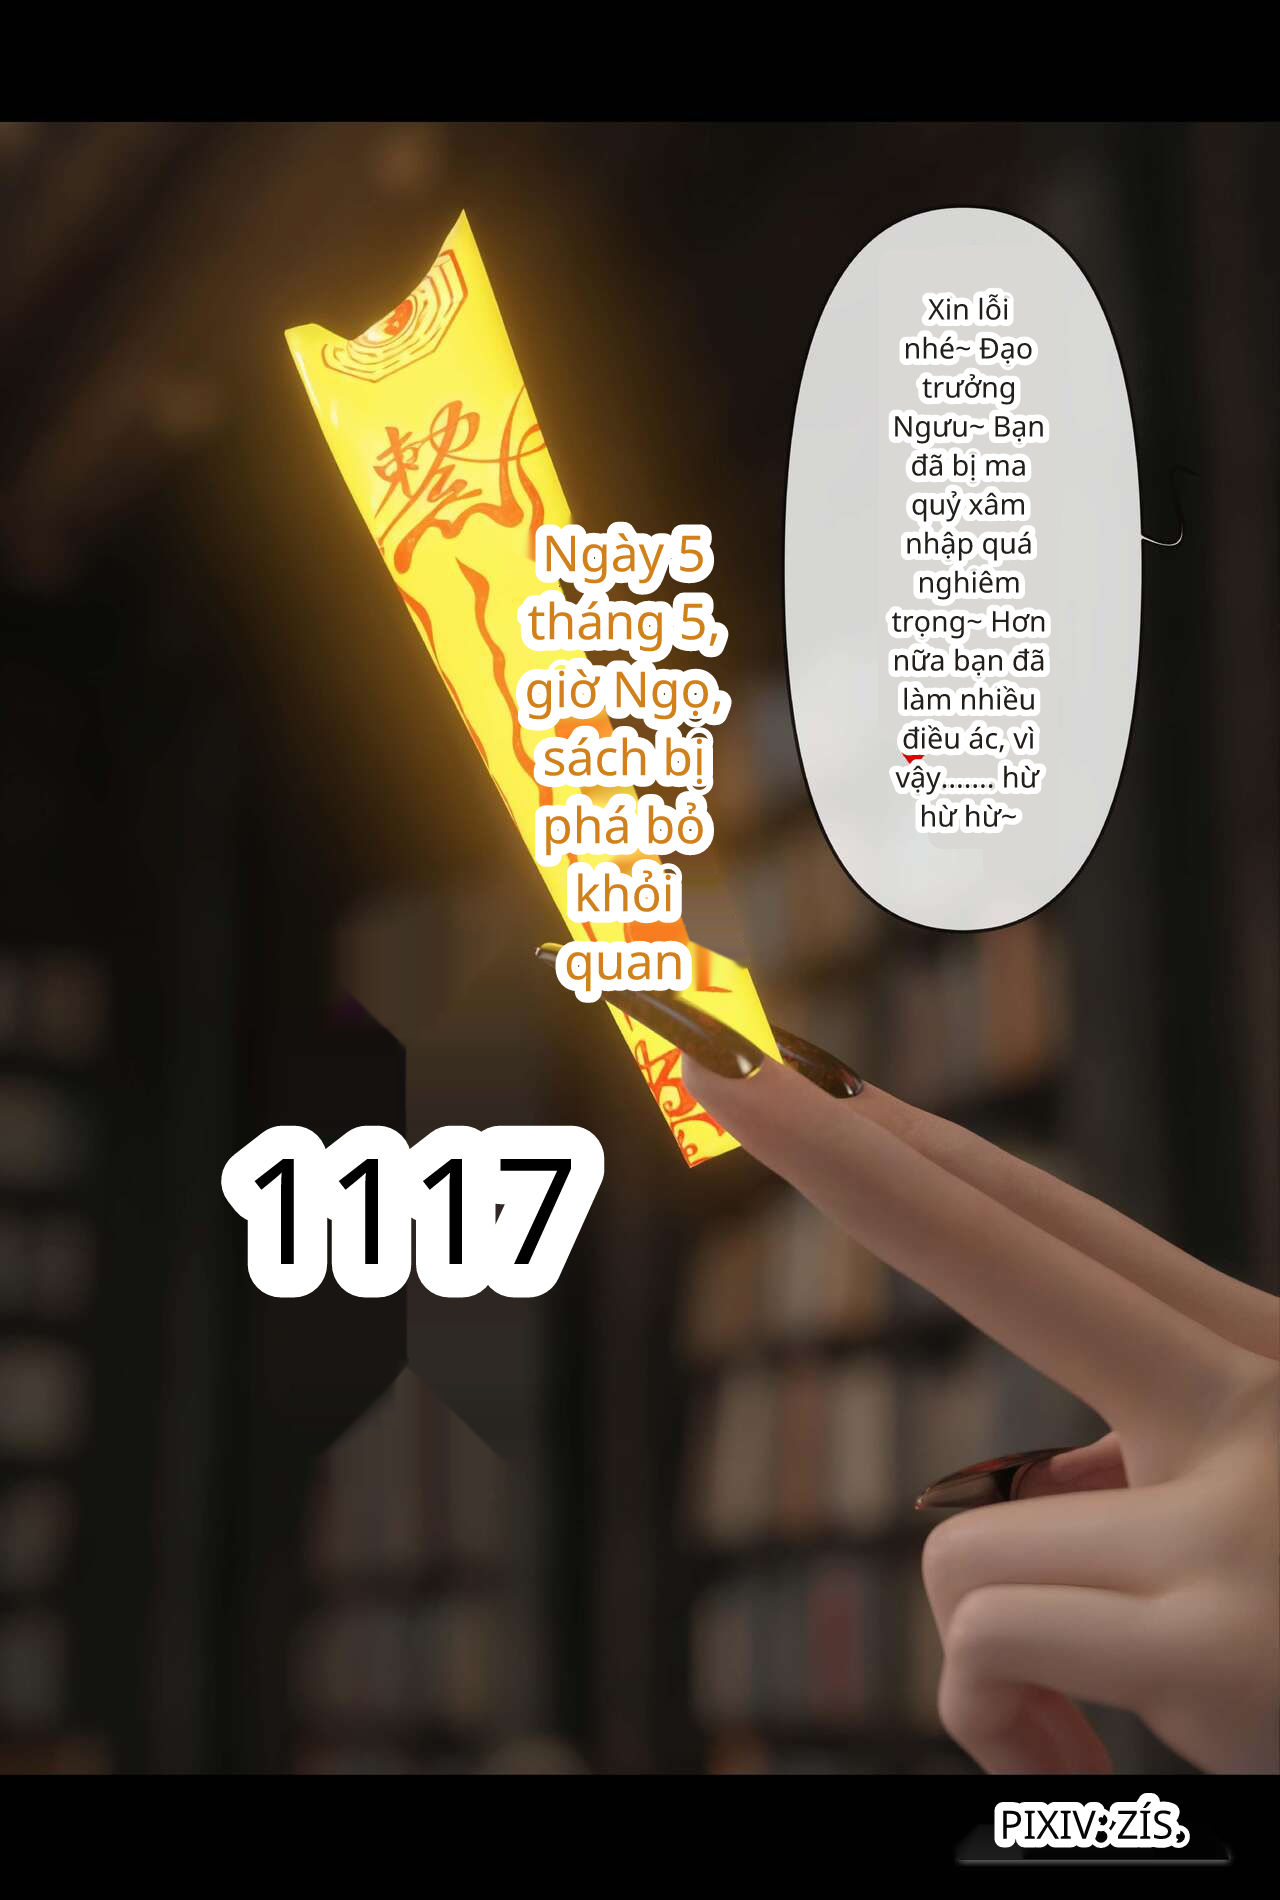 Xin lỗi
nhé~ Đạo
trưởng
Ngưu~ Bạn
đã bị ma
quỷ xâm
nhập quá
nghiêm
trọng~ Hơn
nữa bạn đã
làm nhiều
điều ác, vì
vậy....... hừ
hừ hừ~
Ngày 5
tháng 5,
giờ Ngọ,
sách bị
phá bỏ
khỏi
quan
1117
PIXIV: ZÍS,